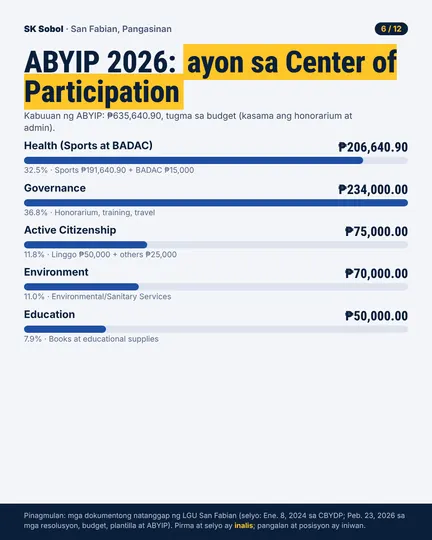 SK Sobol · San Fabian, Pangasinan
6 / 12
ABYIP 2026: ayon sa Center of
Participation
Kabuuan ng ABYIP: ₱635,640.90, tugma sa budget (kasama ang honorarium at
admin).
Health (Sports at BADAC) ₱206,640.90
32.5% · Sports ₱191,640.90 + BADAC ₱15,000
Governance ₱234,000.00
36.8% · Honorarium, training, travel
Active Citizenship ₱75,000.00
11.8% · Linggo ₱50,000 + others ₱25,000
Environment ₱70,000.00
11.0% · Environmental/Sanitary Services
Education ₱50,000.00
7.9% · Books at educational supplies
Pinagmulan: mga dokumentong natanggap ng LGU San Fabian (selyo: Ene. 8, 2024 sa CBYDP; Peb. 23, 2026 sa
mga resolusyon, budget, plantilla at ABYIP). Pirma at selyo ay inalis; pangalan at posisyon ay iniwan.